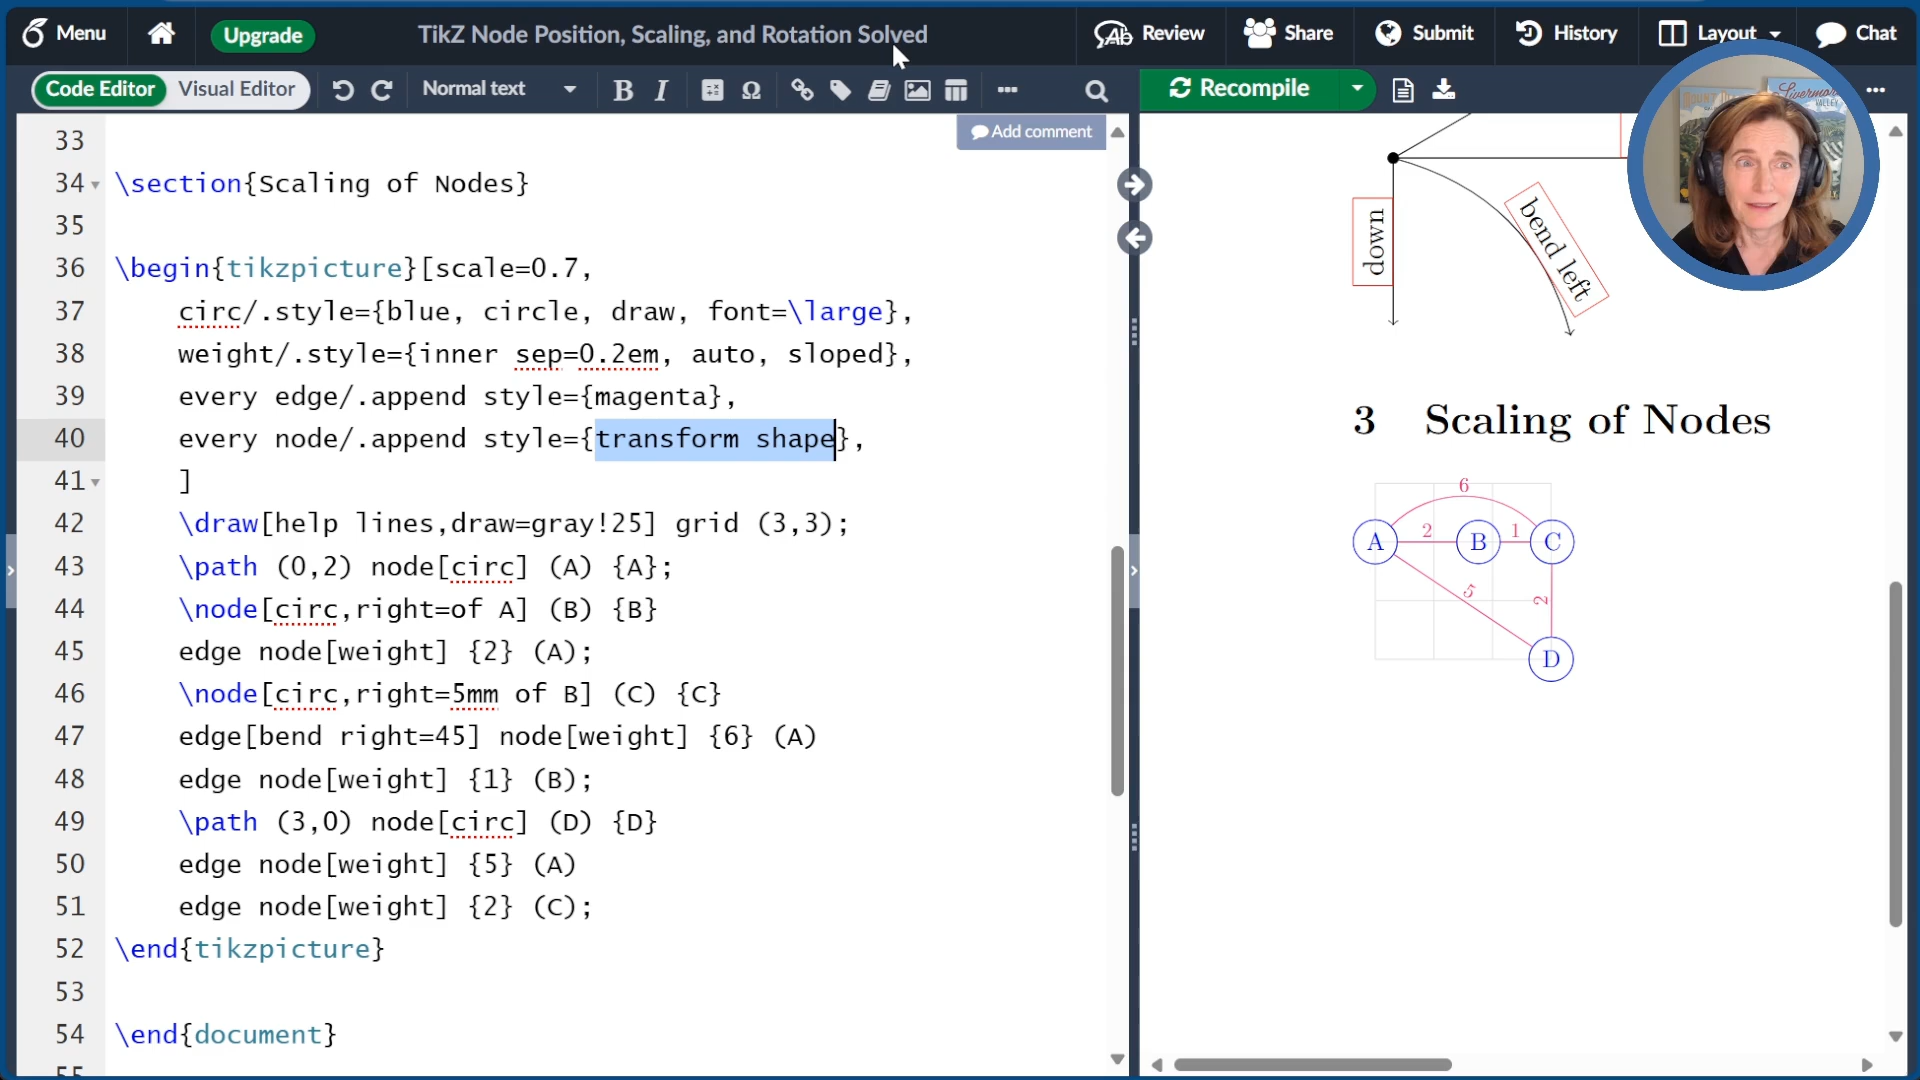 Menu
Upgrade
TikZ Node Position, Scaling, and Rotation Solved
Review
Share
Submit
History
Layout
Chat
Code Editor
Visual Editor
Normal text
B
I
Ω
Recompile
Add comment
33
34 \section{Scaling of Nodes}
35
36 \begin{tikzpicture}[scale=0.7,
37 circ/.style={blue, circle, draw, font=\large},
38 weight/.style={inner sep=0.2em, auto, sloped},
39 every edge/.append style={magenta},
40 every node/.append style={transform shape},
41 ]
42 \draw[help lines,draw=gray!25] grid (3,3);
43 \path (0,2) node[circ] (A) {A};
44 \node[circ,right=of A] (B) {B}
45 edge node[weight] {2} (A);
46 \node[circ,right=5mm of B] (C) {C}
47 edge[bend right=45] node[weight] {6} (A)
48 edge node[weight] {1} (B);
49 \path (3,0) node[circ] (D) {D}
50 edge node[weight] {5} (A)
51 edge node[weight] {2} (C);
52 \end{tikzpicture}
53
54 \end{document}
down
bend left
3 Scaling of Nodes
6
A 2 B 1 C
5
2
D